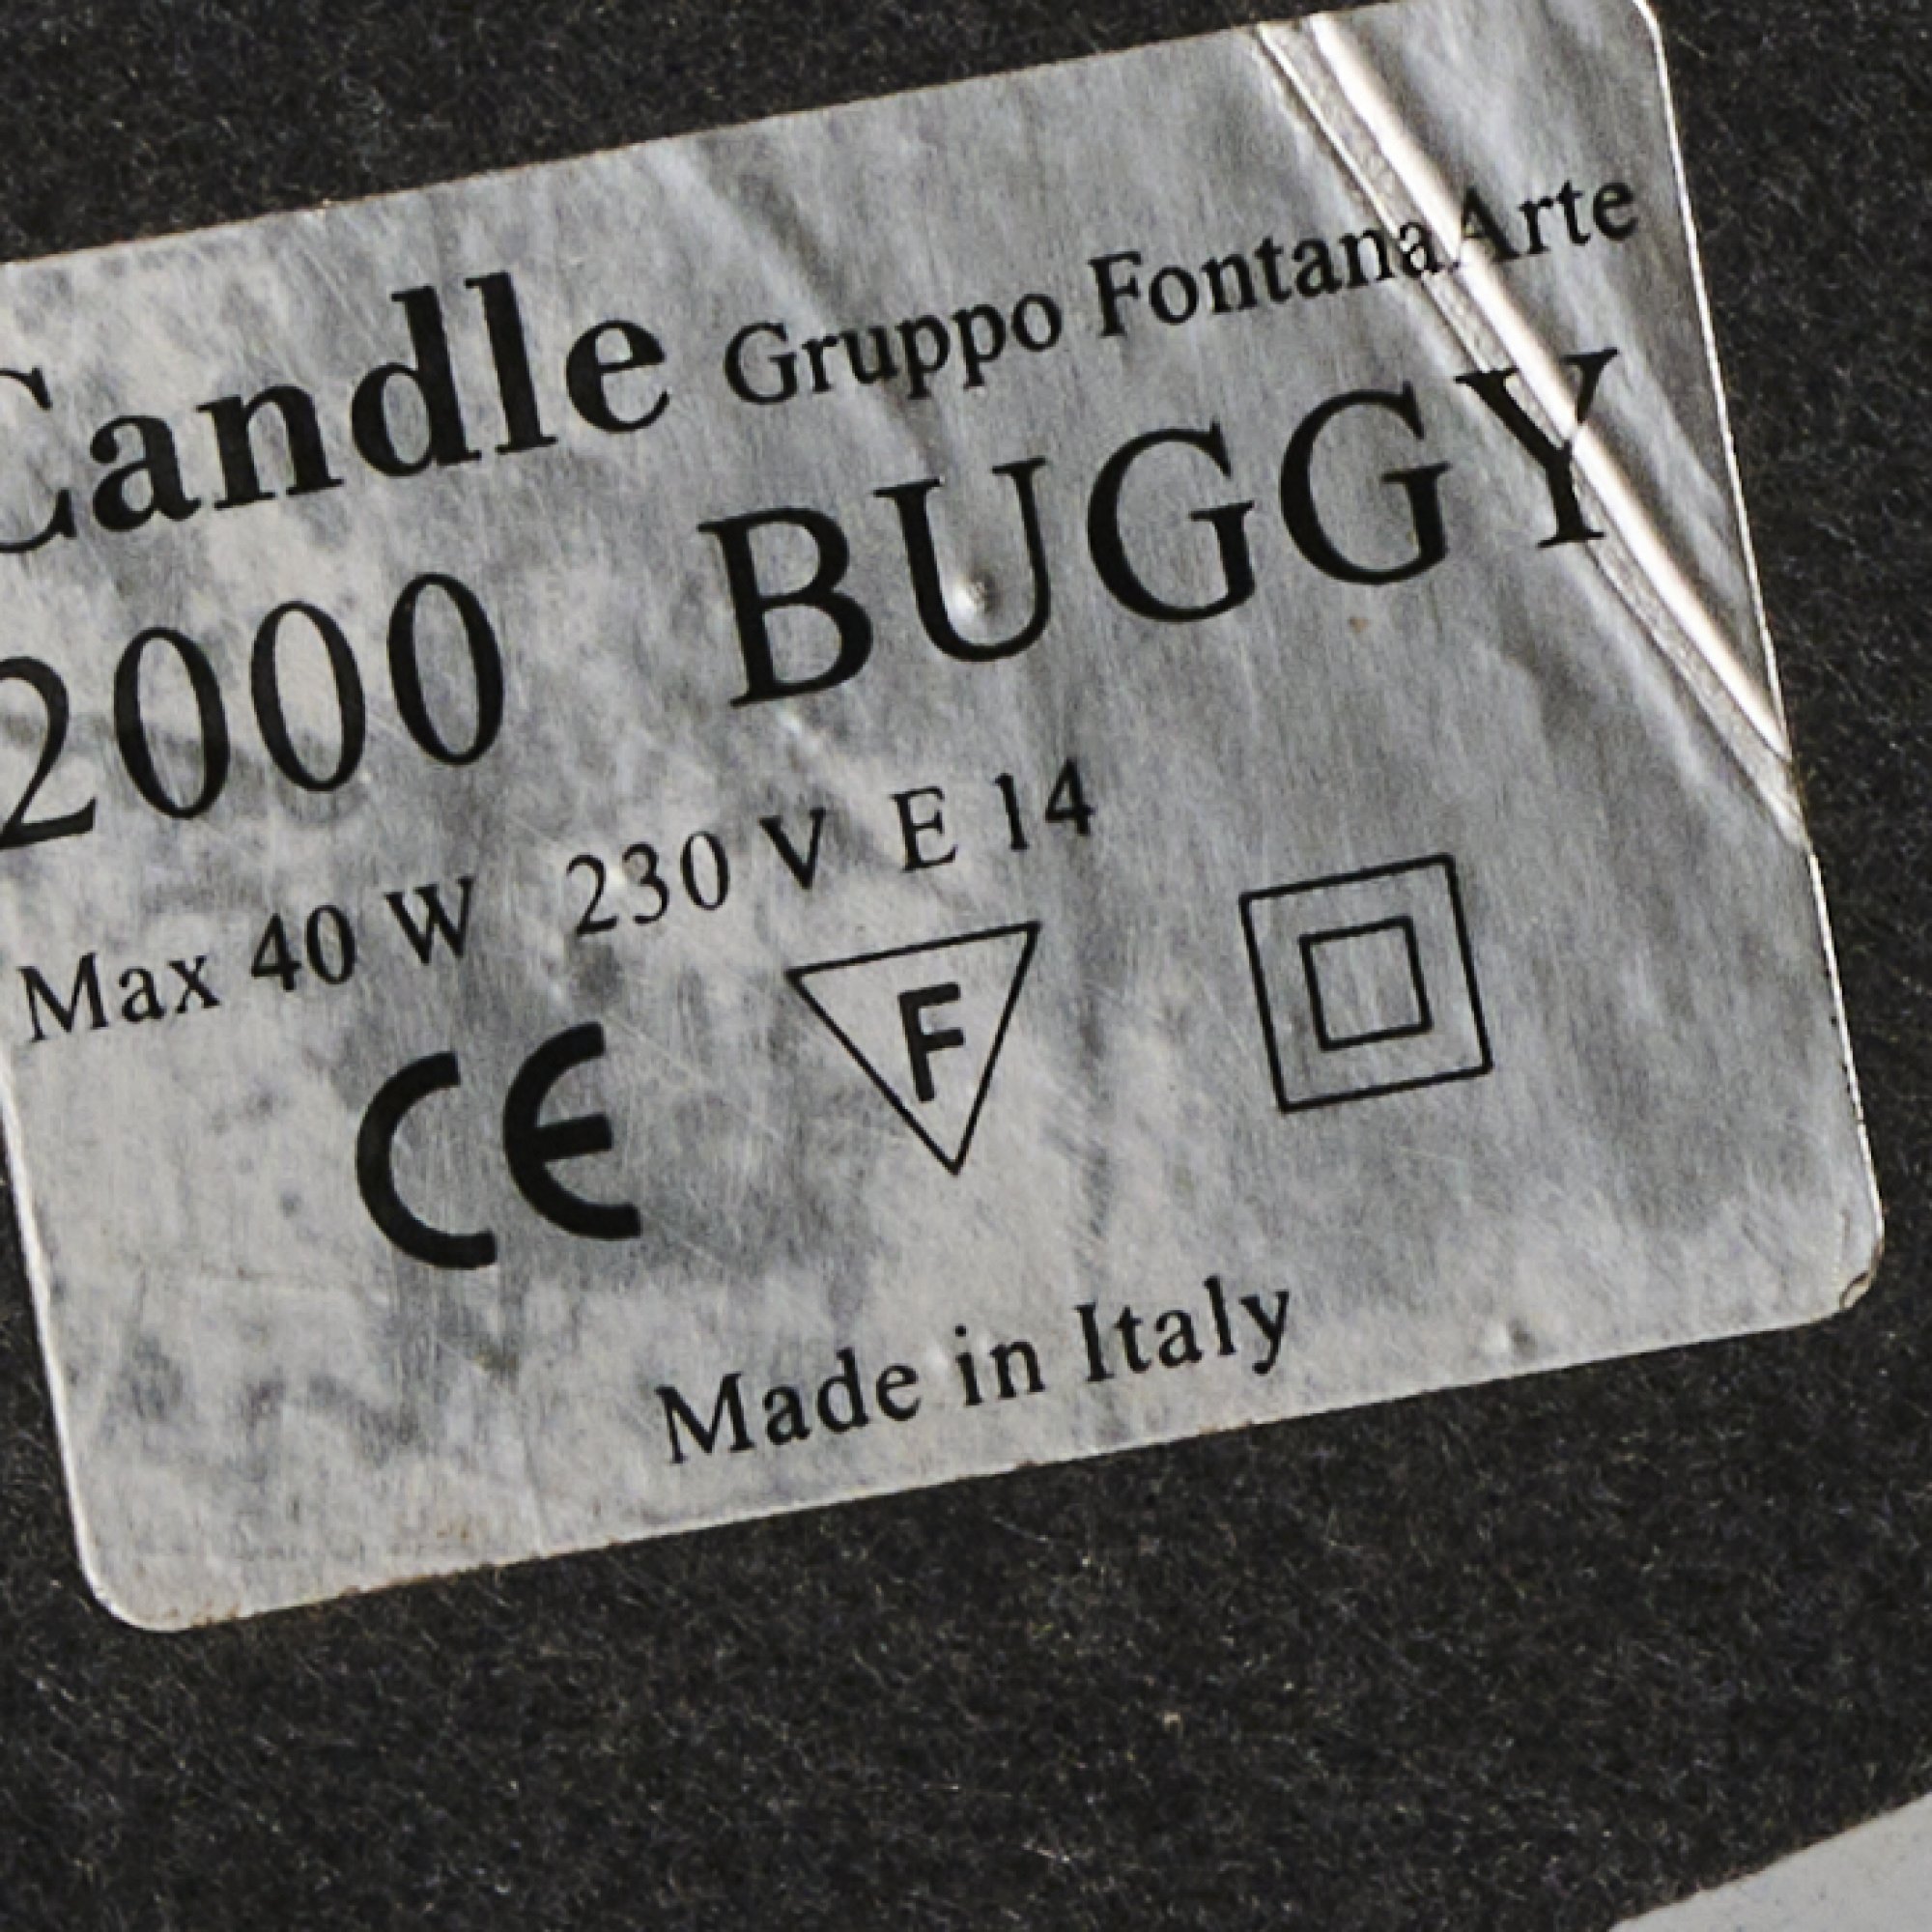 Candle Gruppo FontanaArte
2000 BUGGY
Max 40 W 230 V E 14
CE F
Made in Italy